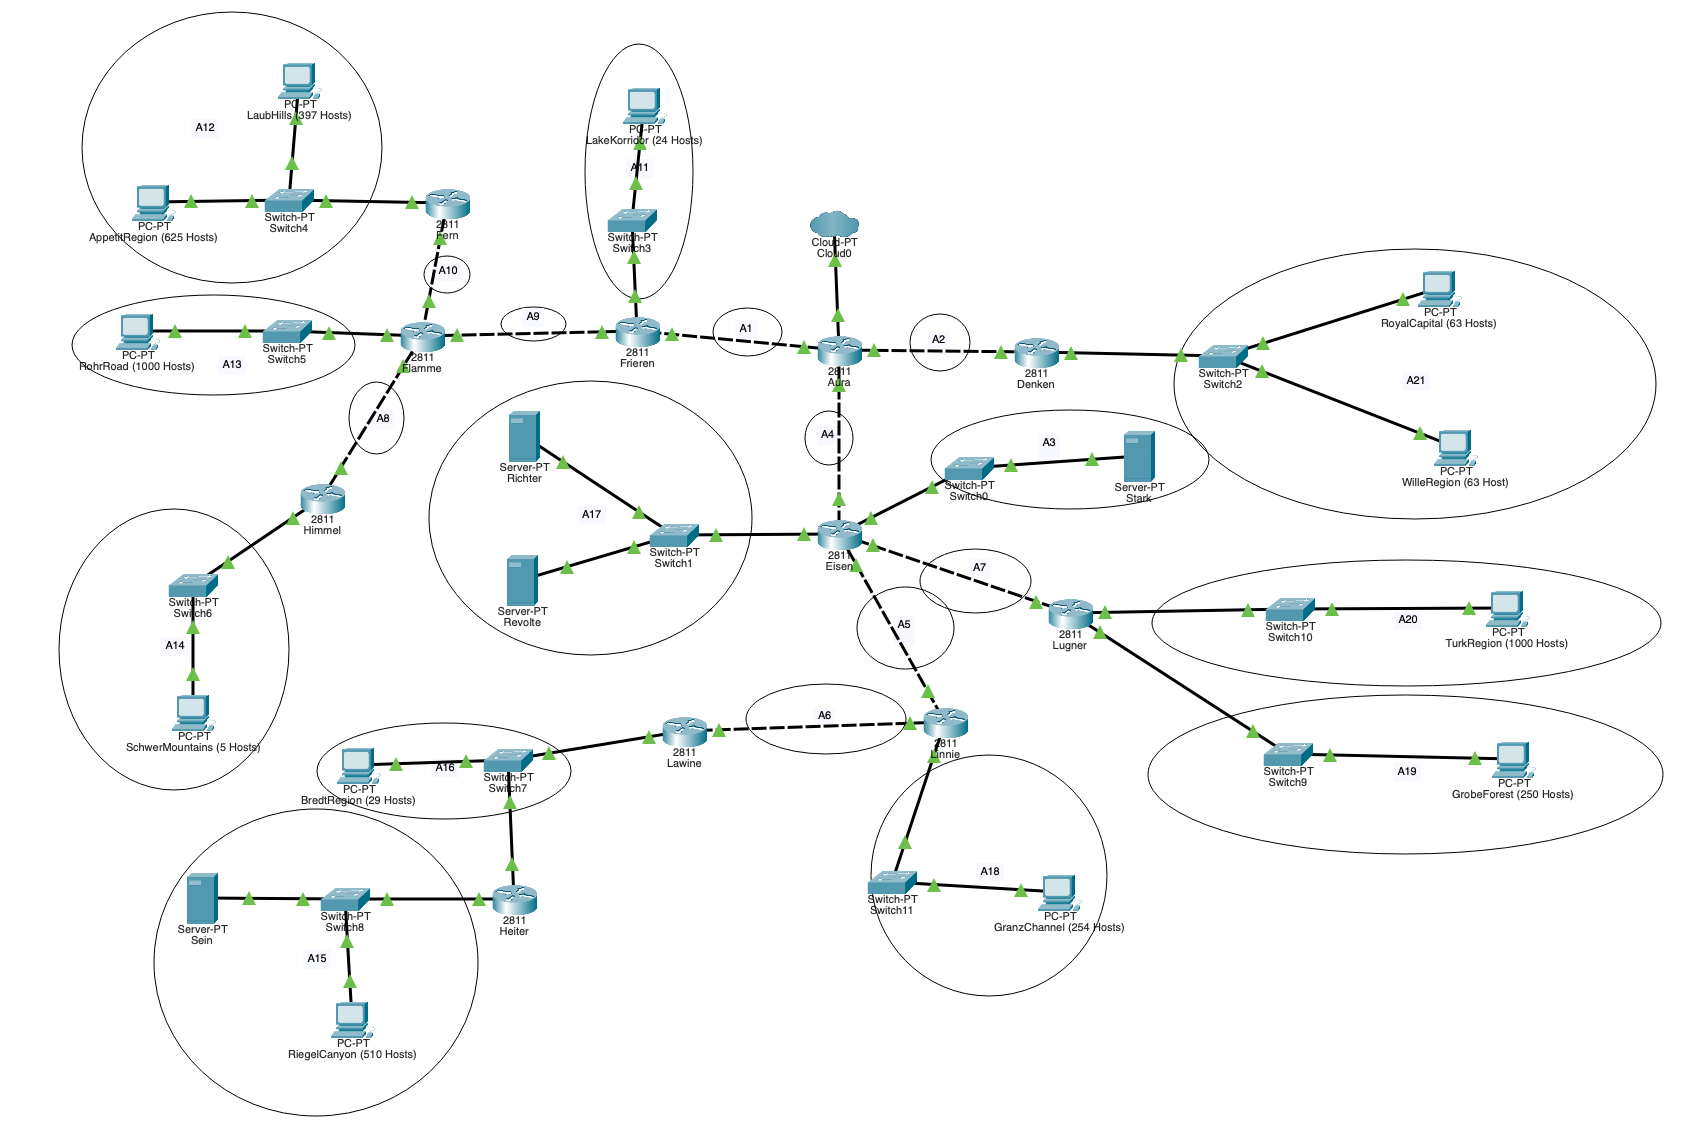 PC-PT
LaubHills (397 Hosts)
A12
PC-PT
AppetitRegion (625 Hosts)
Switch-PT
Switch4
2811
Fern
A10
PC-PT
LakeKorridor (24 Hosts)
A11
Switch-PT
Switch3
Cloud-PT
Cloud0
PC-PT
RohrRoad (1000 Hosts)
A13
Switch-PT
Switch5
2811
Flamme
A9
2811
Frieren
A1
2811
Aura
A2
2811
Denken
Switch-PT
Switch2
PC-PT
RoyalCapital (63 Hosts)
A21
PC-PT
WilleRegion (63 Host)
A8
2811
Himmel
Server-PT
Richter
A17
Switch-PT
Switch1
Server-PT
Revolte
A4
A3
Switch-PT
Switch0
Server-PT
Stark
2811
Eisen
A7
A5
2811
Lugner
Switch-PT
Switch10
A20
PC-PT
TurkRegion (1000 Hosts)
Switch-PT
Switch6
A14
PC-PT
SchwerMountains (5 Hosts)
A6
2811
Lawine
2811
Linnie
PC-PT
BredtRegion (29 Hosts)
A16
Switch-PT
Switch7
Switch-PT
Switch9
A19
PC-PT
GrobeForest (250 Hosts)
Switch-PT
Switch11
A18
PC-PT
GranzChannel (254 Hosts)
Server-PT
Sein
Switch-PT
Switch8
2811
Heiter
A15
PC-PT
RiegelCanyon (510 Hosts)